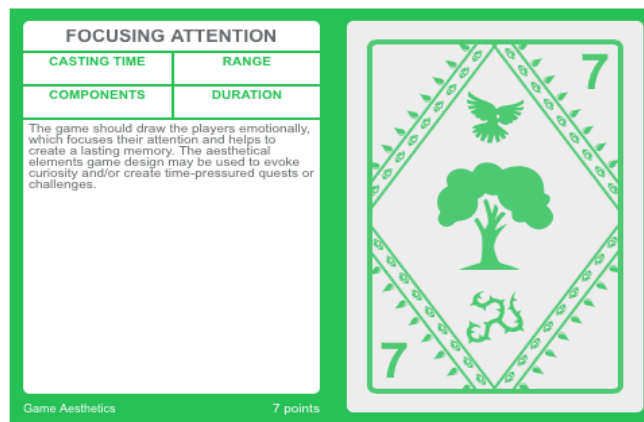 FOCUSING ATTENTION
CASTING TIME
RANGE
COMPONENTS
DURATION
The game should draw the players emotionally,
which focuses their attention and helps to
create a lasting memory. The aesthetical
elements game design may be used to evoke
curiosity and/or create time-pressured quests or
challenges.
Game Aesthetics
7 points
7
7